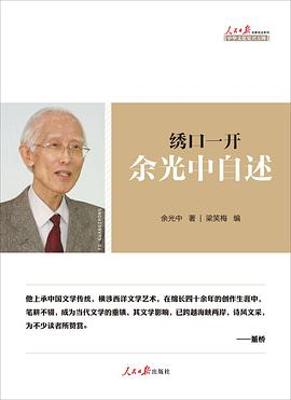 人民日报
绣口一开
余光中自述
余光中 著 | 梁笑梅 编
他上承中国文学传统，横涉西洋文学艺术，在绵长四十余年的创作生涯中，
笔耕不辍，成为当代文学的重镇。其文学影响，已跨越海峡两岸，诗风文采，
为不少读者所赞赏。
——董桥
人民日报出版社